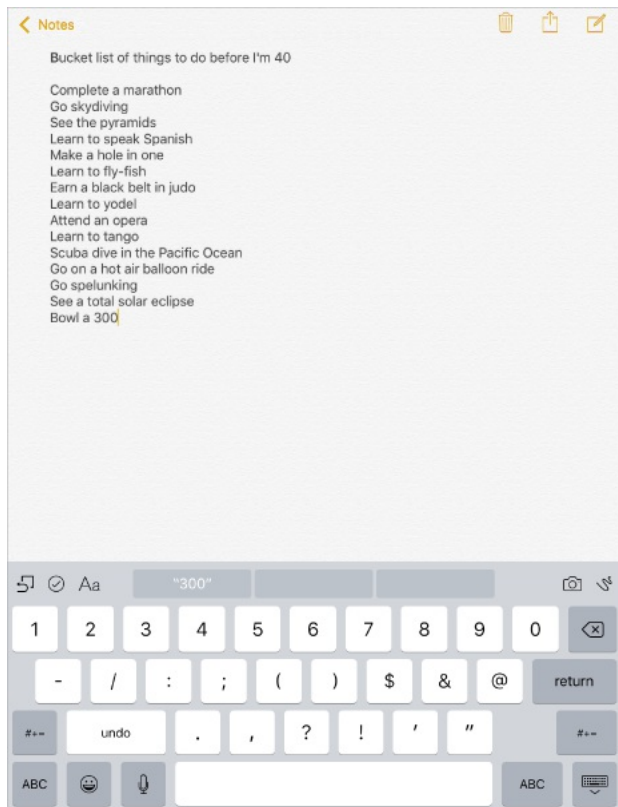 Notes
Bucket list of things to do before I'm 40
Complete a marathon
Go skydiving
See the pyramids
Learn to speak Spanish
Make a hole in one
Learn to fly-fish
Earn a black belt in judo
Learn to yodel
Attend an opera
Learn to tango
Scuba dive in the Pacific Ocean
Go on a hot air balloon ride
Go spelunking
See a total solar eclipse
Bowl a 300
Aa "300"
1 2 3 4 5 6 7 8 9 0
- / : ; ( ) $ & @ return
#+= undo . , ? ! ' " #+=
ABC ABC